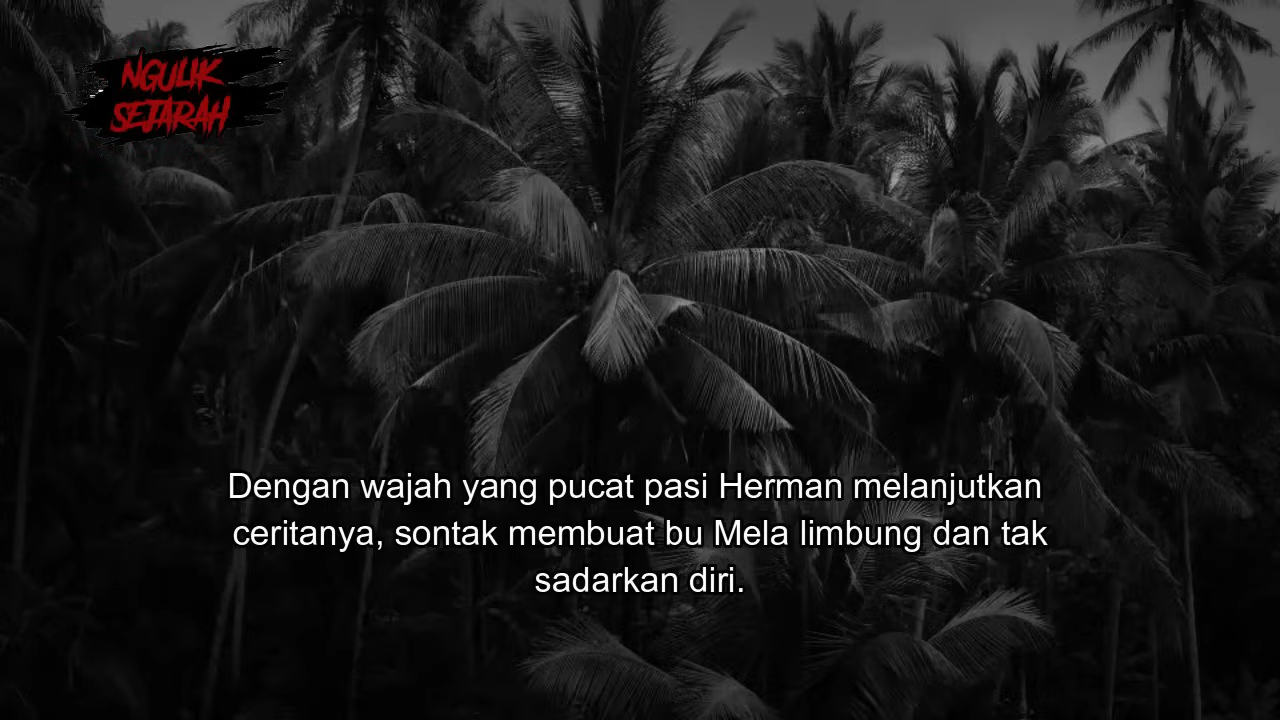 NGULIK
SEJARAH
Dengan wajah yang pucat pasi Herman melanjutkan
ceritanya, sontak membuat bu Mela limbung dan tak
sadarkan diri.